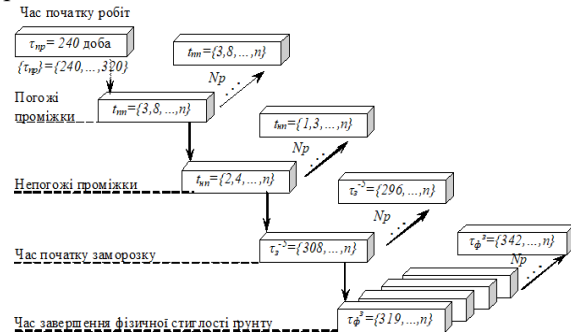 Час початку робіт
τпр= 240 доба
{τпр}={240,...,320}
tпп={3,8,...,n}
Np
Погожі
проміжки
tпп={3,8,...,n}
tнп={1,3,...,n}
Np
Непогожі проміжки
tнп={2,4,...,n}
τз⁻⁵={296,...,n}
Np
Час початку заморозку
τз⁻⁵={308,...,n}
τфᶾ={342,...,n}
Np
Час завершення фізичної стиглості ґрунту
τфᶾ={319,...,n}